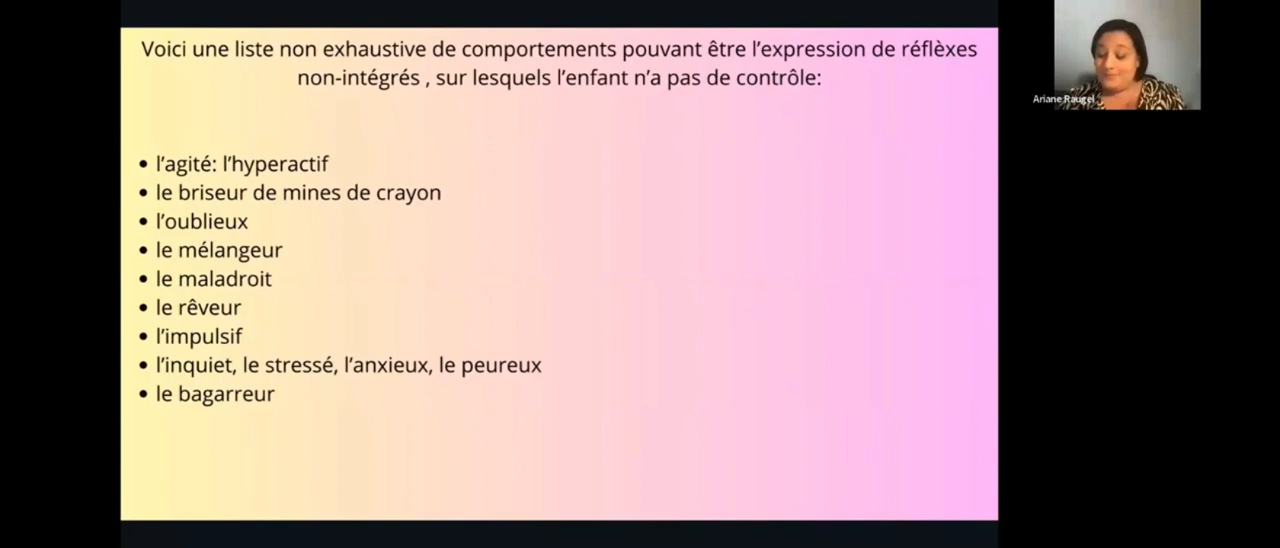 Voici une liste non exhaustive de comportements pouvant être l’expression de réflèxes
non-intégrés , sur lesquels l’enfant n’a pas de contrôle:
• l’agité: l’hyperactif
• le briseur de mines de crayon
• l’oublieux
• le mélangeur
• le maladroit
• le rêveur
• l’impulsif
• l’inquiet, le stressé, l’anxieux, le peureux
• le bagarreur
Ariane Raugel